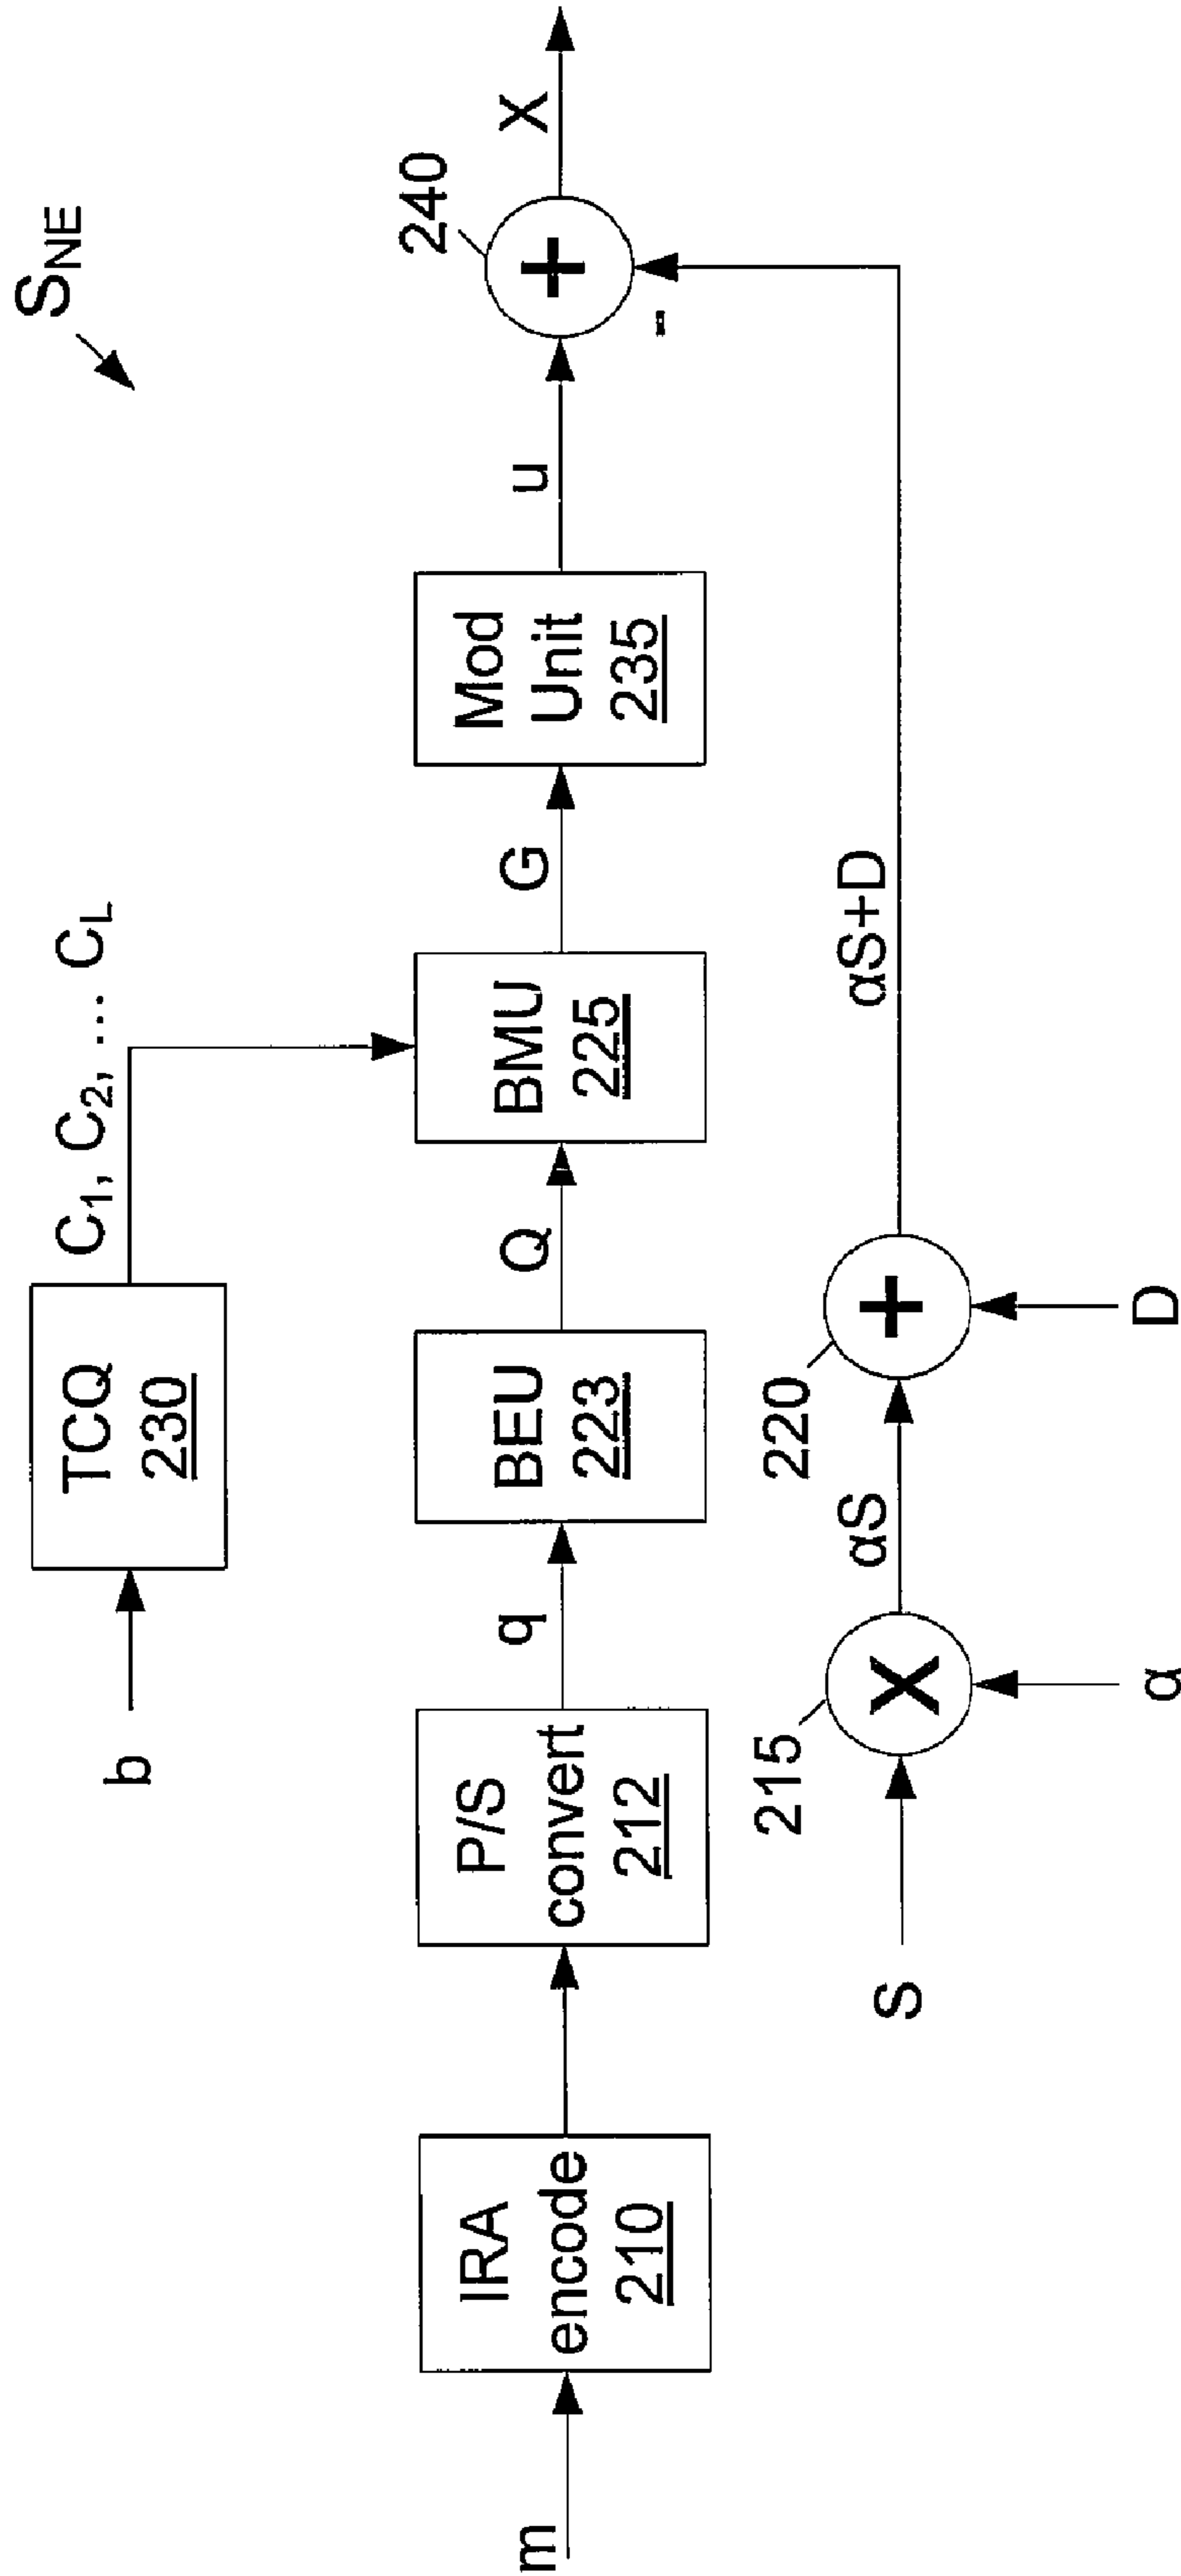 S_NE
b
TCQ
230
C₁, C₂, ... C_L
m
IRA
encode
210
P/S
convert
212
q
BEU
223
Q
BMU
225
G
Mod
Unit
235
u
240
+
-
X
S
215
X
α
αS
220
+
D
αS+D